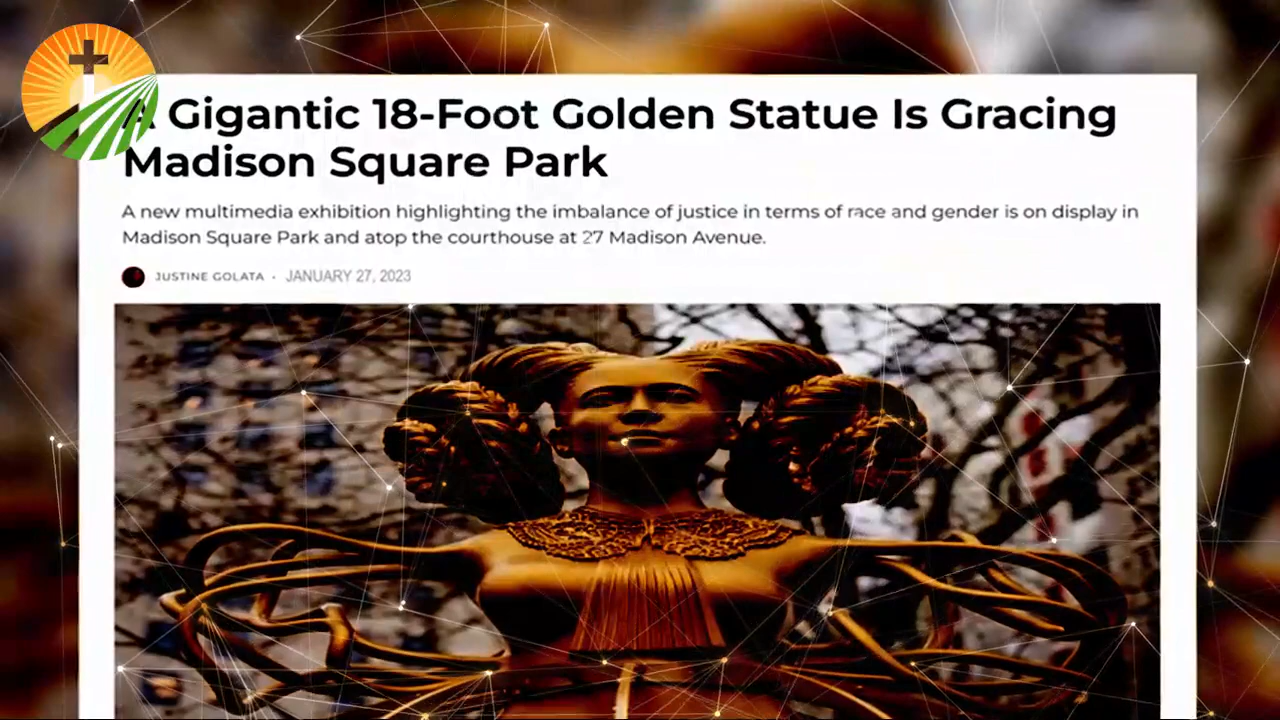 A Gigantic 18-Foot Golden Statue Is Gracing
Madison Square Park
A new multimedia exhibition highlighting the imbalance of justice in terms of race and gender is on display in
Madison Square Park and atop the courthouse at 27 Madison Avenue.
JUSTINE GOLATA · JANUARY 27, 2023